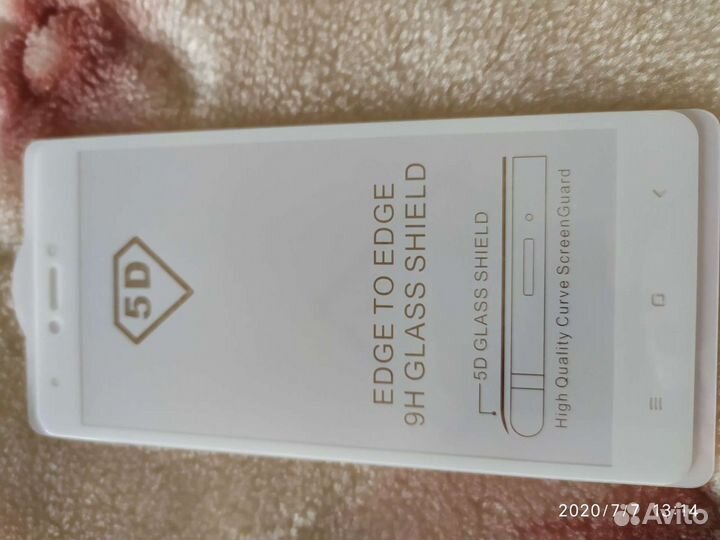 5D
EDGE TO EDGE
9H GLASS SHIELD
5D GLASS SHIELD
High Quality Curve ScreenGuard
2020/7/7 13:14
Avito